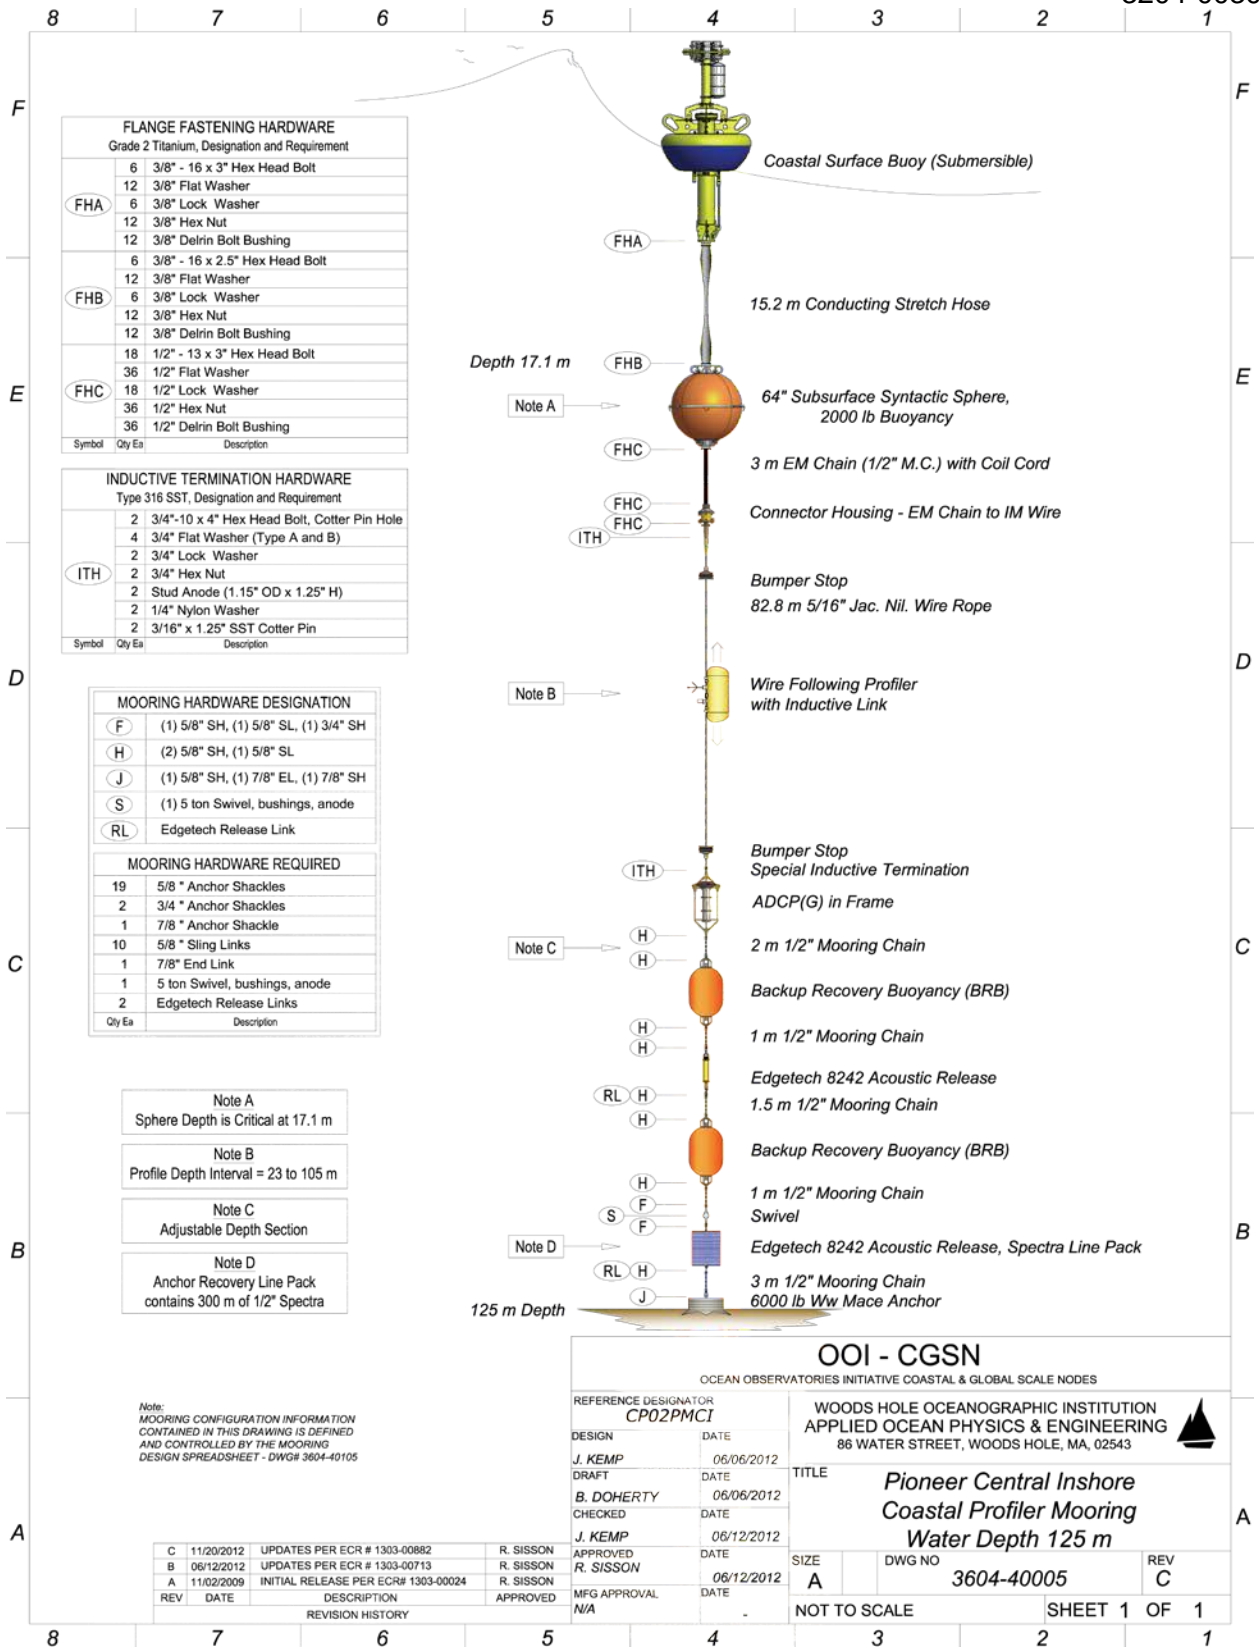 8 7 6 5 4 3 2 1
F
E
D
C
B
A
F
E
D
C
B
A
FLANGE FASTENING HARDWARE
Grade 2 Titanium, Designation and Requirement
FHA
6 3/8" - 16 x 3" Hex Head Bolt
12 3/8" Flat Washer
6 3/8" Lock Washer
12 3/8" Hex Nut
12 3/8" Delrin Bolt Bushing
FHB
6 3/8" - 16 x 2.5" Hex Head Bolt
12 3/8" Flat Washer
6 3/8" Lock Washer
12 3/8" Hex Nut
12 3/8" Delrin Bolt Bushing
FHC
18 1/2" - 13 x 3" Hex Head Bolt
36 1/2" Flat Washer
18 1/2" Lock Washer
36 1/2" Hex Nut
36 1/2" Delrin Bolt Bushing
Symbol Qty Ea Description
INDUCTIVE TERMINATION HARDWARE
Type 316 SST, Designation and Requirement
ITH
2 3/4"-10 x 4" Hex Head Bolt, Cotter Pin Hole
4 3/4" Flat Washer (Type A and B)
2 3/4" Lock Washer
2 3/4" Hex Nut
2 Stud Anode (1.15" OD x 1.25" H)
2 1/4" Nylon Washer
2 3/16" x 1.25" SST Cotter Pin
Symbol Qty Ea Description
MOORING HARDWARE DESIGNATION
F (1) 5/8" SH, (1) 5/8" SL, (1) 3/4" SH
H (2) 5/8" SH, (1) 5/8" SL
J (1) 5/8" SH, (1) 7/8" EL, (1) 7/8" SH
S (1) 5 ton Swivel, bushings, anode
RL Edgetech Release Link
MOORING HARDWARE REQUIRED
19 5/8 " Anchor Shackles
2 3/4 " Anchor Shackles
1 7/8 " Anchor Shackle
10 5/8 " Sling Links
1 7/8" End Link
1 5 ton Swivel, bushings, anode
2 Edgetech Release Links
Qty Ea Description
Note A
Sphere Depth is Critical at 17.1 m
Note B
Profile Depth Interval = 23 to 105 m
Note C
Adjustable Depth Section
Note D
Anchor Recovery Line Pack
contains 300 m of 1/2" Spectra
Coastal Surface Buoy (Submersible)
FHA
15.2 m Conducting Stretch Hose
Depth 17.1 m FHB
Note A
64" Subsurface Syntactic Sphere,
2000 lb Buoyancy
FHC
3 m EM Chain (1/2" M.C.) with Coil Cord
FHC
Connector Housing - EM Chain to IM Wire
FHC
ITH
Bumper Stop
82.8 m 5/16" Jac. Nil. Wire Rope
Note B
Wire Following Profiler
with Inductive Link
Bumper Stop
ITH Special Inductive Termination
ADCP(G) in Frame
H
Note C 2 m 1/2" Mooring Chain
H
Backup Recovery Buoyancy (BRB)
H
1 m 1/2" Mooring Chain
H
Edgetech 8242 Acoustic Release
RL H
1.5 m 1/2" Mooring Chain
H
Backup Recovery Buoyancy (BRB)
H
1 m 1/2" Mooring Chain
F
S Swivel
F
Note D Edgetech 8242 Acoustic Release, Spectra Line Pack
RL H
3 m 1/2" Mooring Chain
J 6000 lb Ww Mace Anchor
125 m Depth
Note:
MOORING CONFIGURATION INFORMATION
CONTAINED IN THIS DRAWING IS DEFINED
AND CONTROLLED BY THE MOORING
DESIGN SPREADSHEET - DWG# 3604-40105
C 11/20/2012 UPDATES PER ECR # 1303-00882 R. SISSON
B 06/12/2012 UPDATES PER ECR # 1303-00713 R. SISSON
A 11/02/2009 INITIAL RELEASE PER ECR# 1303-00024 R. SISSON
REV DATE DESCRIPTION APPROVED
REVISION HISTORY
OOI - CGSN
OCEAN OBSERVATORIES INITIATIVE COASTAL & GLOBAL SCALE NODES
REFERENCE DESIGNATOR
CP02PMCI
DESIGN DATE
J. KEMP 06/06/2012
DRAFT DATE
B. DOHERTY 06/06/2012
CHECKED DATE
J. KEMP 06/12/2012
APPROVED DATE
R. SISSON 06/12/2012
MFG APPROVAL DATE
N/A -
WOODS HOLE OCEANOGRAPHIC INSTITUTION
APPLIED OCEAN PHYSICS & ENGINEERING
86 WATER STREET, WOODS HOLE, MA, 02543
TITLE
Pioneer Central Inshore
Coastal Profiler Mooring
Water Depth 125 m
SIZE DWG NO REV
A 3604-40005 C
NOT TO SCALE SHEET 1 OF 1
8 7 6 5 4 3 2 1